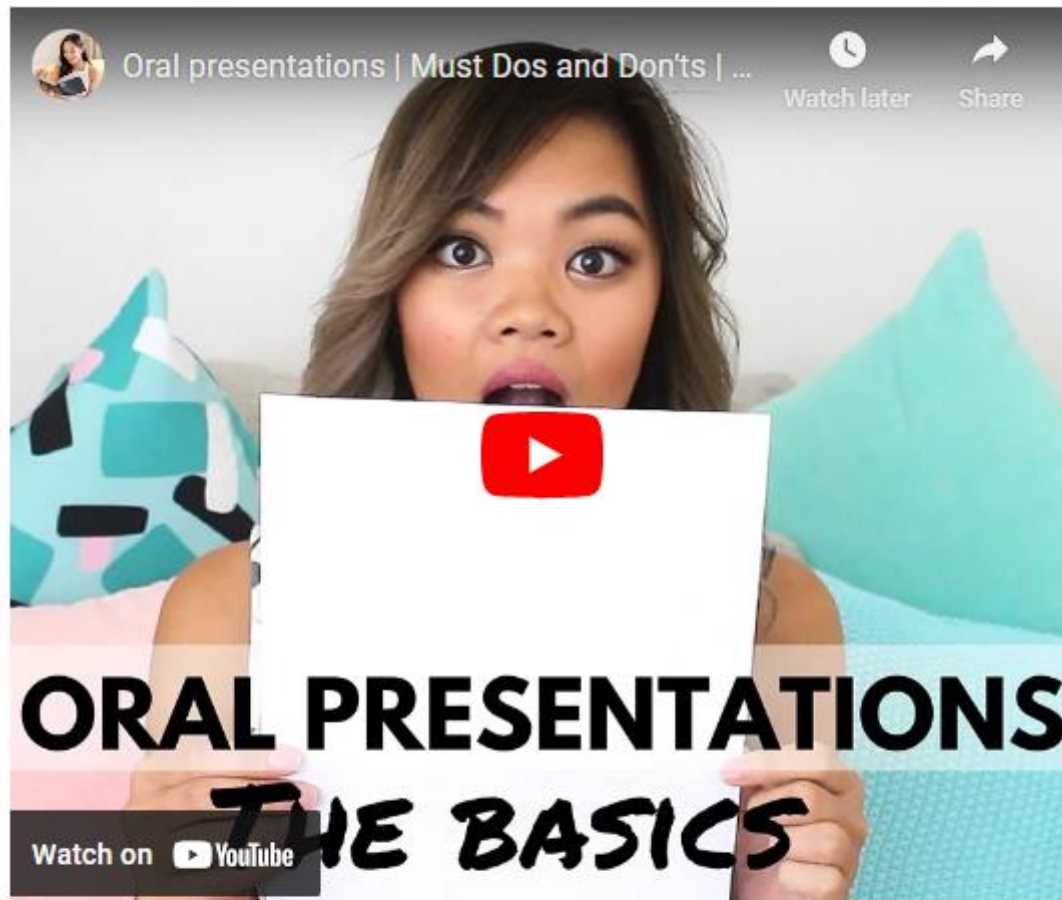 Oral presentations | Must Dos and Don'ts | ...
Watch later
Share
ORAL PRESENTATIONS
THE BASICS
Watch on YouTube